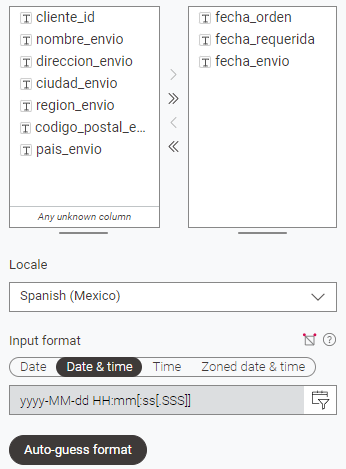 cliente_id
nombre_envio
direccion_envio
ciudad_envio
region_envio
codigo_postal_e...
pais_envio
Any unknown column
fecha_orden
fecha_requerida
fecha_envio
Locale
Spanish (Mexico)
Input format
Date Date & time Time Zoned date & time
yyyy-MM-dd HH:mm[:ss[.SSS]]
Auto-guess format